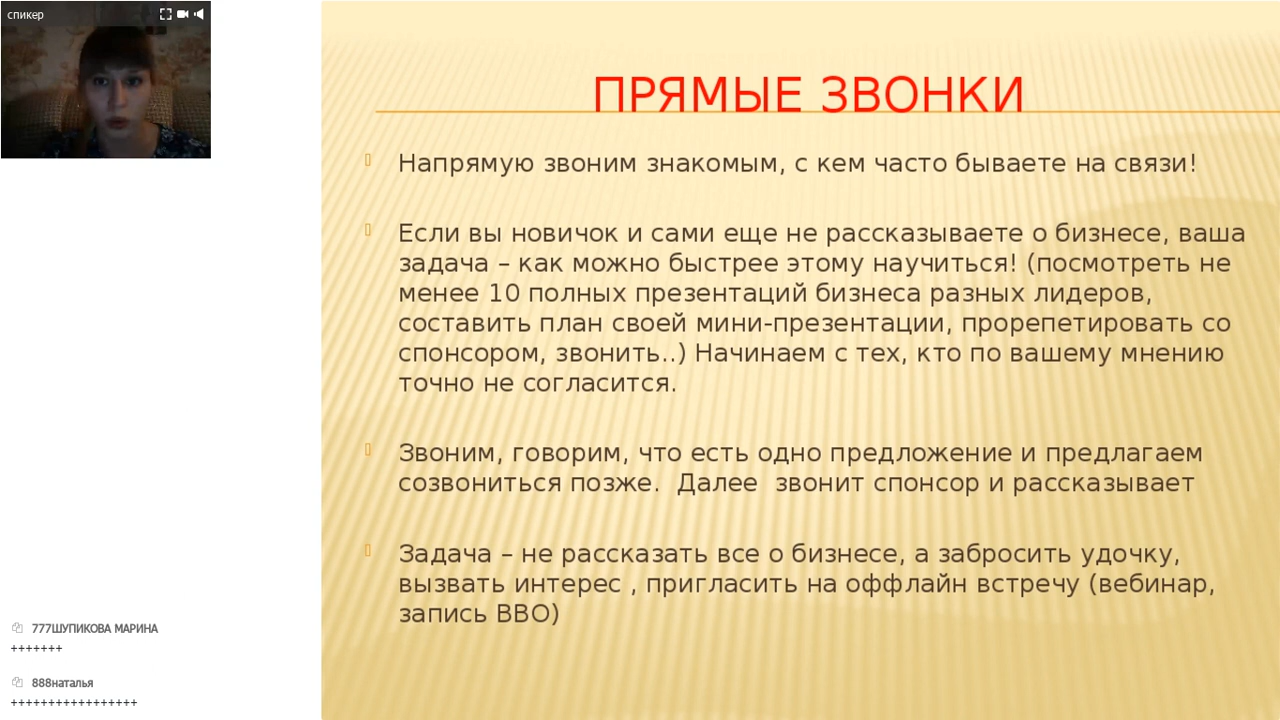 спикер
ПРЯМЫЕ ЗВОНКИ
Напрямую звоним знакомым, с кем часто бываете на связи!
Если вы новичок и сами еще не рассказываете о бизнесе, ваша
задача – как можно быстрее этому научиться! (посмотреть не
менее 10 полных презентаций бизнеса разных лидеров,
составить план своей мини-презентации, прорепетировать со
спонсором, звонить..) Начинаем с тех, кто по вашему мнению
точно не согласится.
Звоним, говорим, что есть одно предложение и предлагаем
созвониться позже.  Далее  звонит спонсор и рассказывает
Задача – не рассказать все о бизнесе, а забросить удочку,
вызвать интерес , пригласить на оффлайн встречу (вебинар,
запись ВВО)
777ШУПИКОВА МАРИНА
+++++++
888наталья
+++++++++++++++++